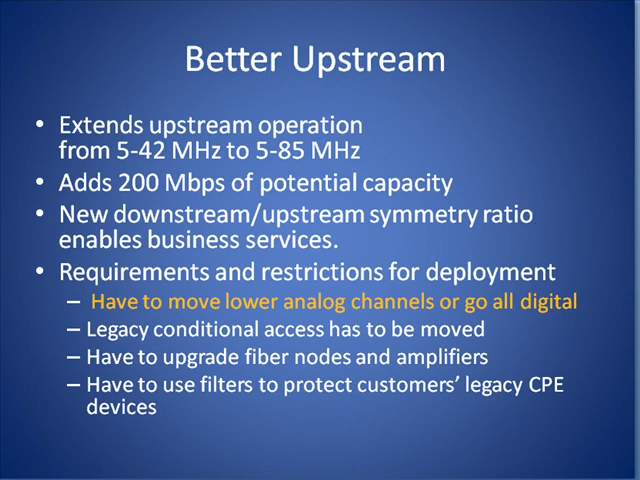 Better Upstream
• Extends upstream operation
from 5-42 MHz to 5-85 MHz
• Adds 200 Mbps of potential capacity
• New downstream/upstream symmetry ratio
enables business services.
• Requirements and restrictions for deployment
– Have to move lower analog channels or go all digital
– Legacy conditional access has to be moved
– Have to upgrade fiber nodes and amplifiers
– Have to use filters to protect customers’ legacy CPE
devices